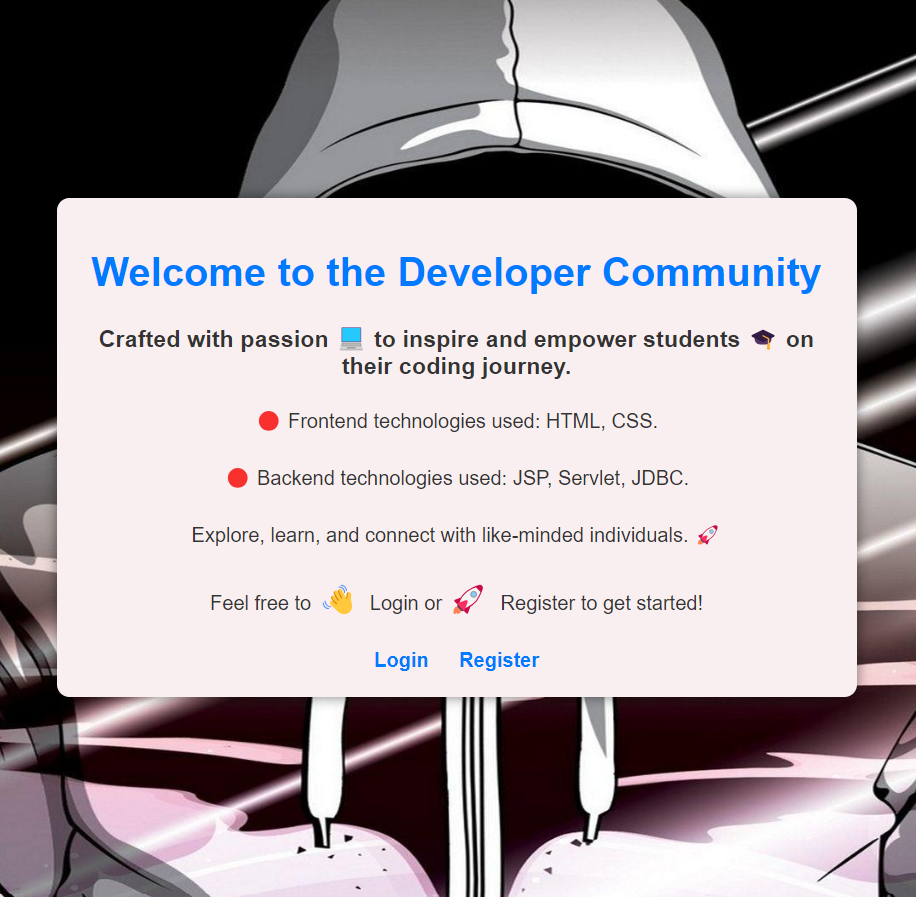 Welcome to the Developer Community
Crafted with passion 💻 to inspire and empower students 🎓 on
their coding journey.
🔴 Frontend technologies used: HTML, CSS.
🔴 Backend technologies used: JSP, Servlet, JDBC.
Explore, learn, and connect with like-minded individuals. 🚀
Feel free to 👋 Login or 🚀 Register to get started!
Login Register